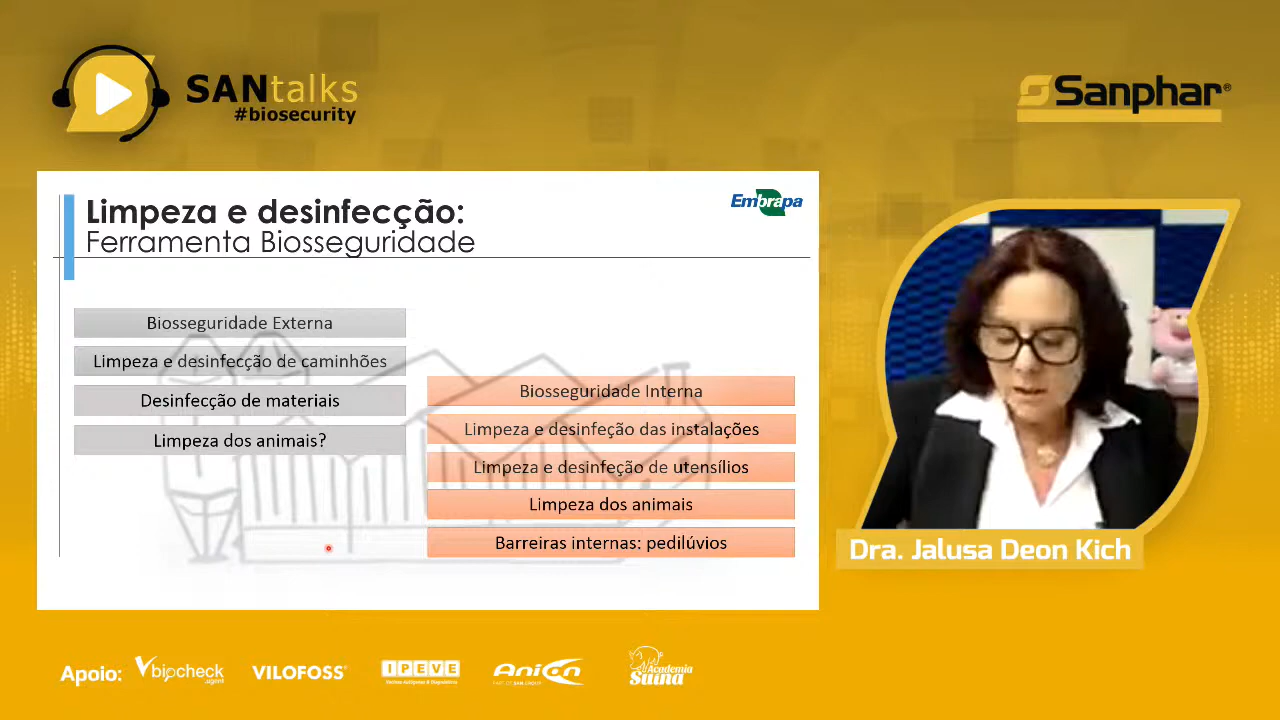 SANtalks
#biosecurity
Sanphar®
Limpeza e desinfecção:
Ferramenta Biosseguridade
Embrapa
Biosseguridade Externa
Limpeza e desinfecção de caminhões
Desinfecção de materiais
Limpeza dos animais?
Biosseguridade Interna
Limpeza e desinfeção das instalações
Limpeza e desinfeção de utensílios
Limpeza dos animais
Barreiras internas: pedilúvios
Dra. Jalusa Deon Kich
Apoio:
biocheck
VILOFOSS®
IPEVE
Anicon
Academia
Suína